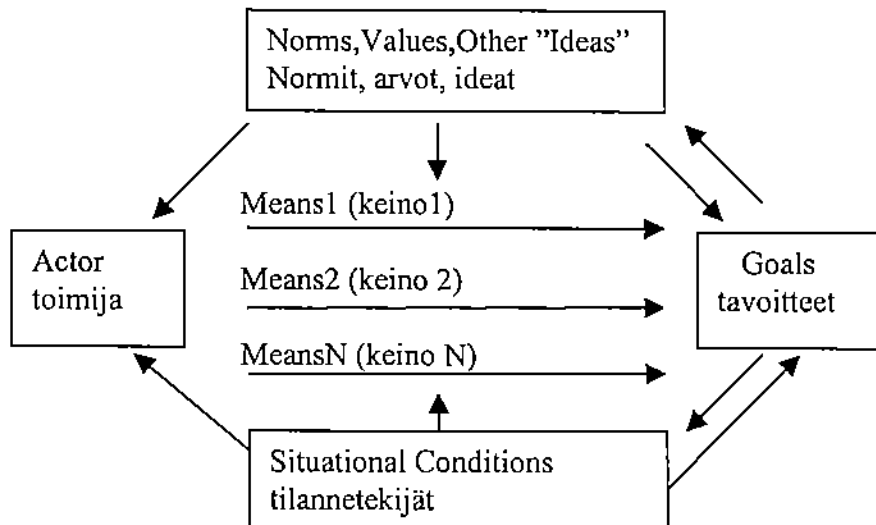 Norms,Values,Other "Ideas"
Normit, arvot, ideat
Means1 (keino1)
Actor
toimija
Means2 (keino 2)
Goals
tavoitteet
MeansN (keino N)
Situational Conditions
tilannetekijät